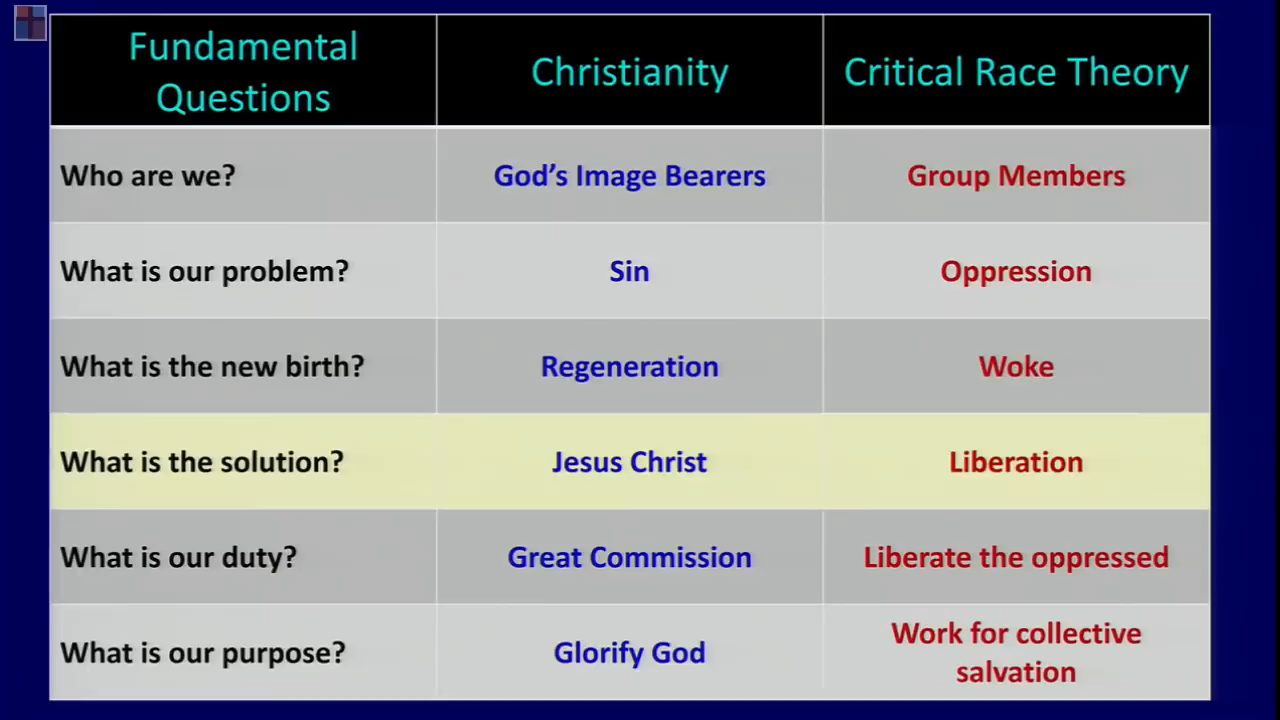 Fundamental
Questions
Christianity
Critical Race Theory
Who are we?
God's Image Bearers
Group Members
What is our problem?
Sin
Oppression
What is the new birth?
Regeneration
Woke
What is the solution?
Jesus Christ
Liberation
What is our duty?
Great Commission
Liberate the oppressed
What is our purpose?
Glorify God
Work for collective
salvation